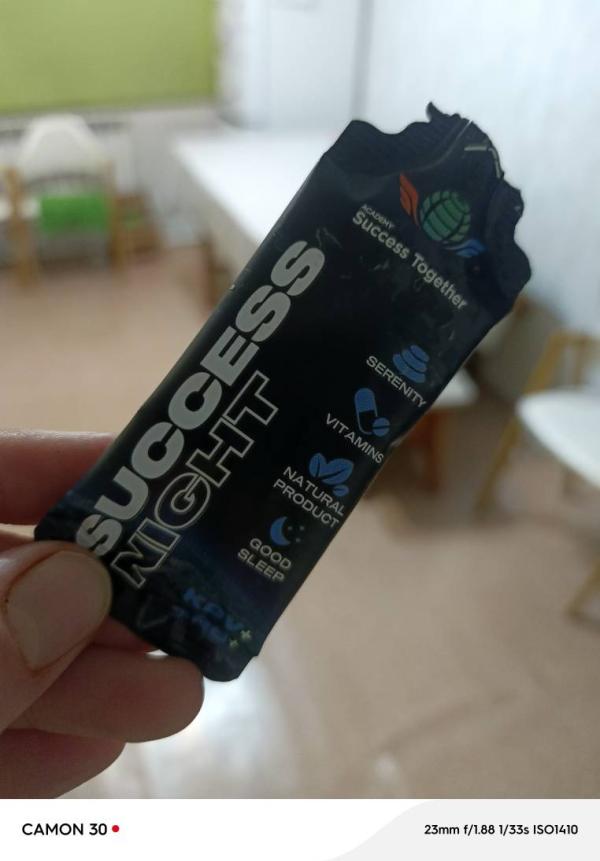 ACADEMY
Success Together
SUCCESS
NIGHT
SERENITY
VITAMINS
NATURAL
PRODUCT
GOOD
SLEEP
CAMON 30
23mm f/1.88 1/33s ISO1410